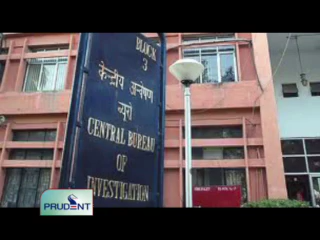 BLOCK
3
केन्द्रीय अन्वेषण
ब्यूरो
CENTRAL BUREAU
OF
INVESTIGATION
PRUDENT